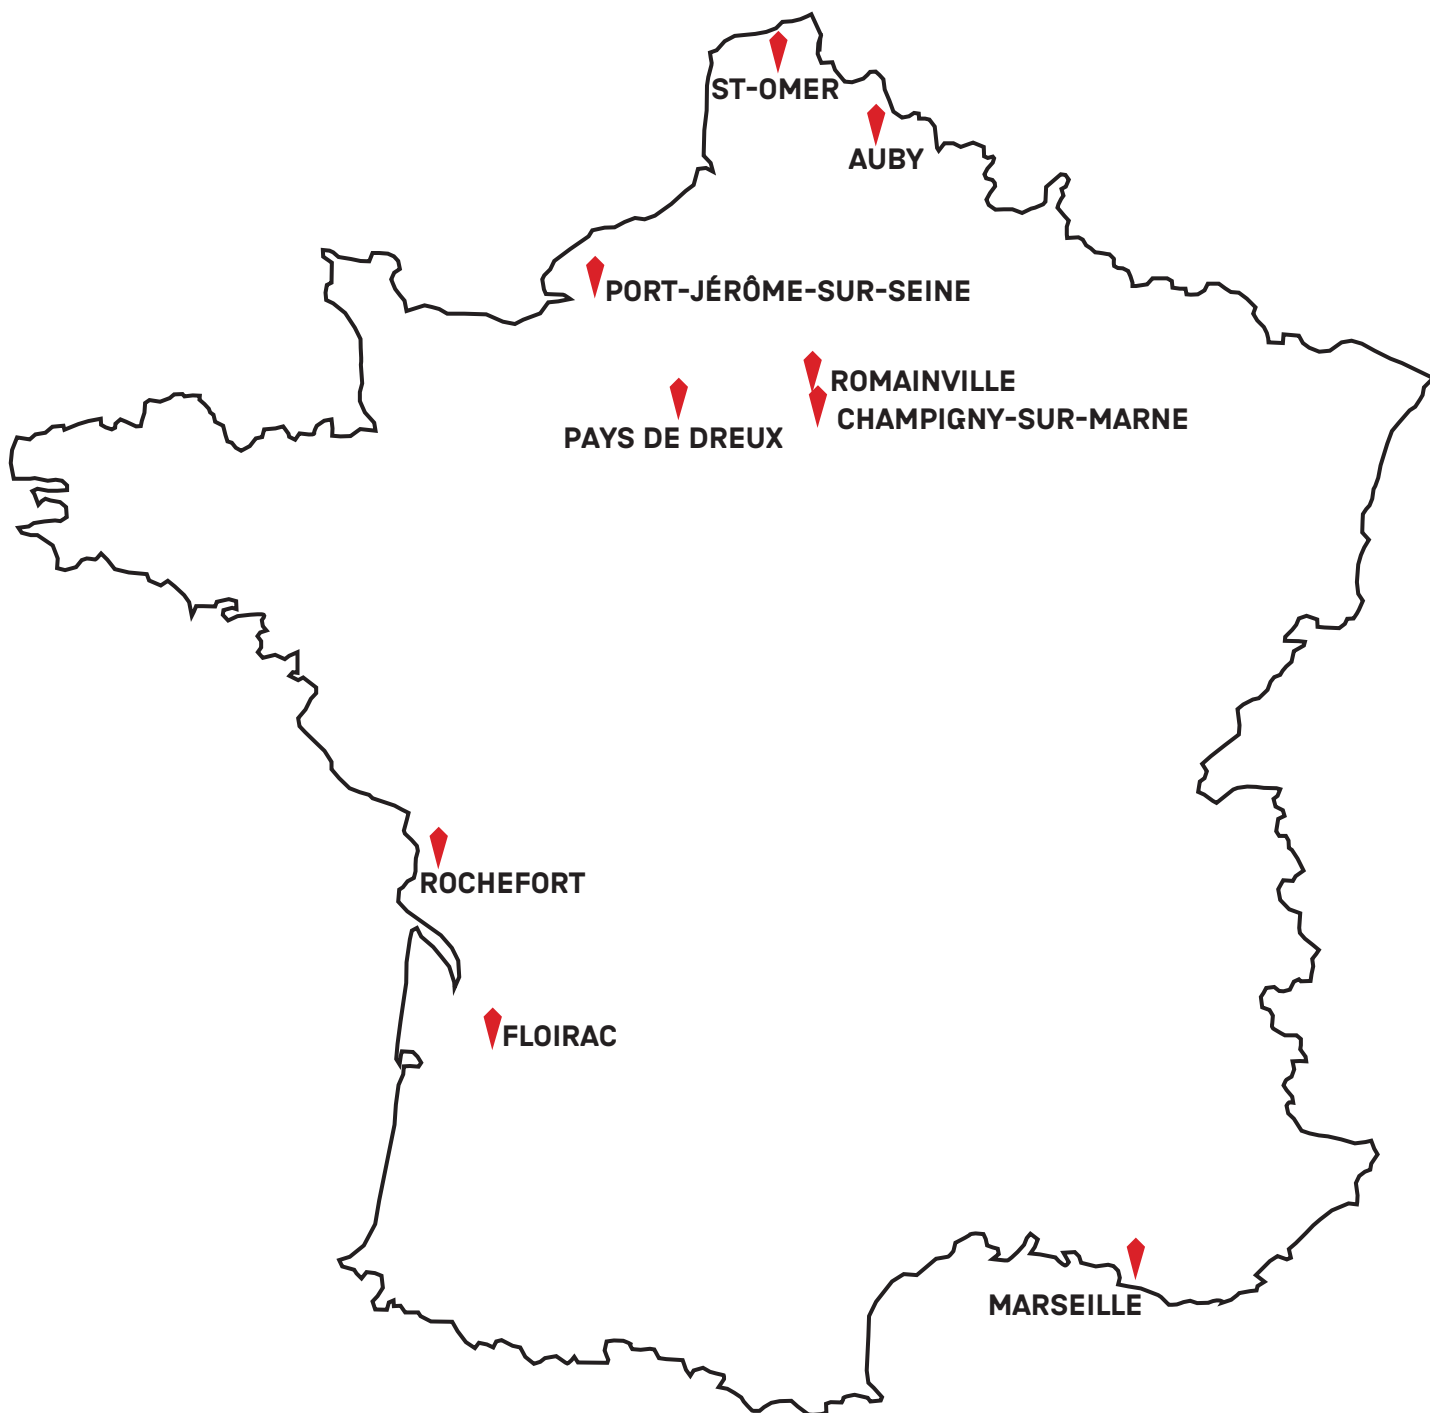 ST-OMER
AUBY
PORT-JÉRÔME-SUR-SEINE
ROMAINVILLE
CHAMPIGNY-SUR-MARNE
PAYS DE DREUX
ROCHEFORT
FLOIRAC
MARSEILLE